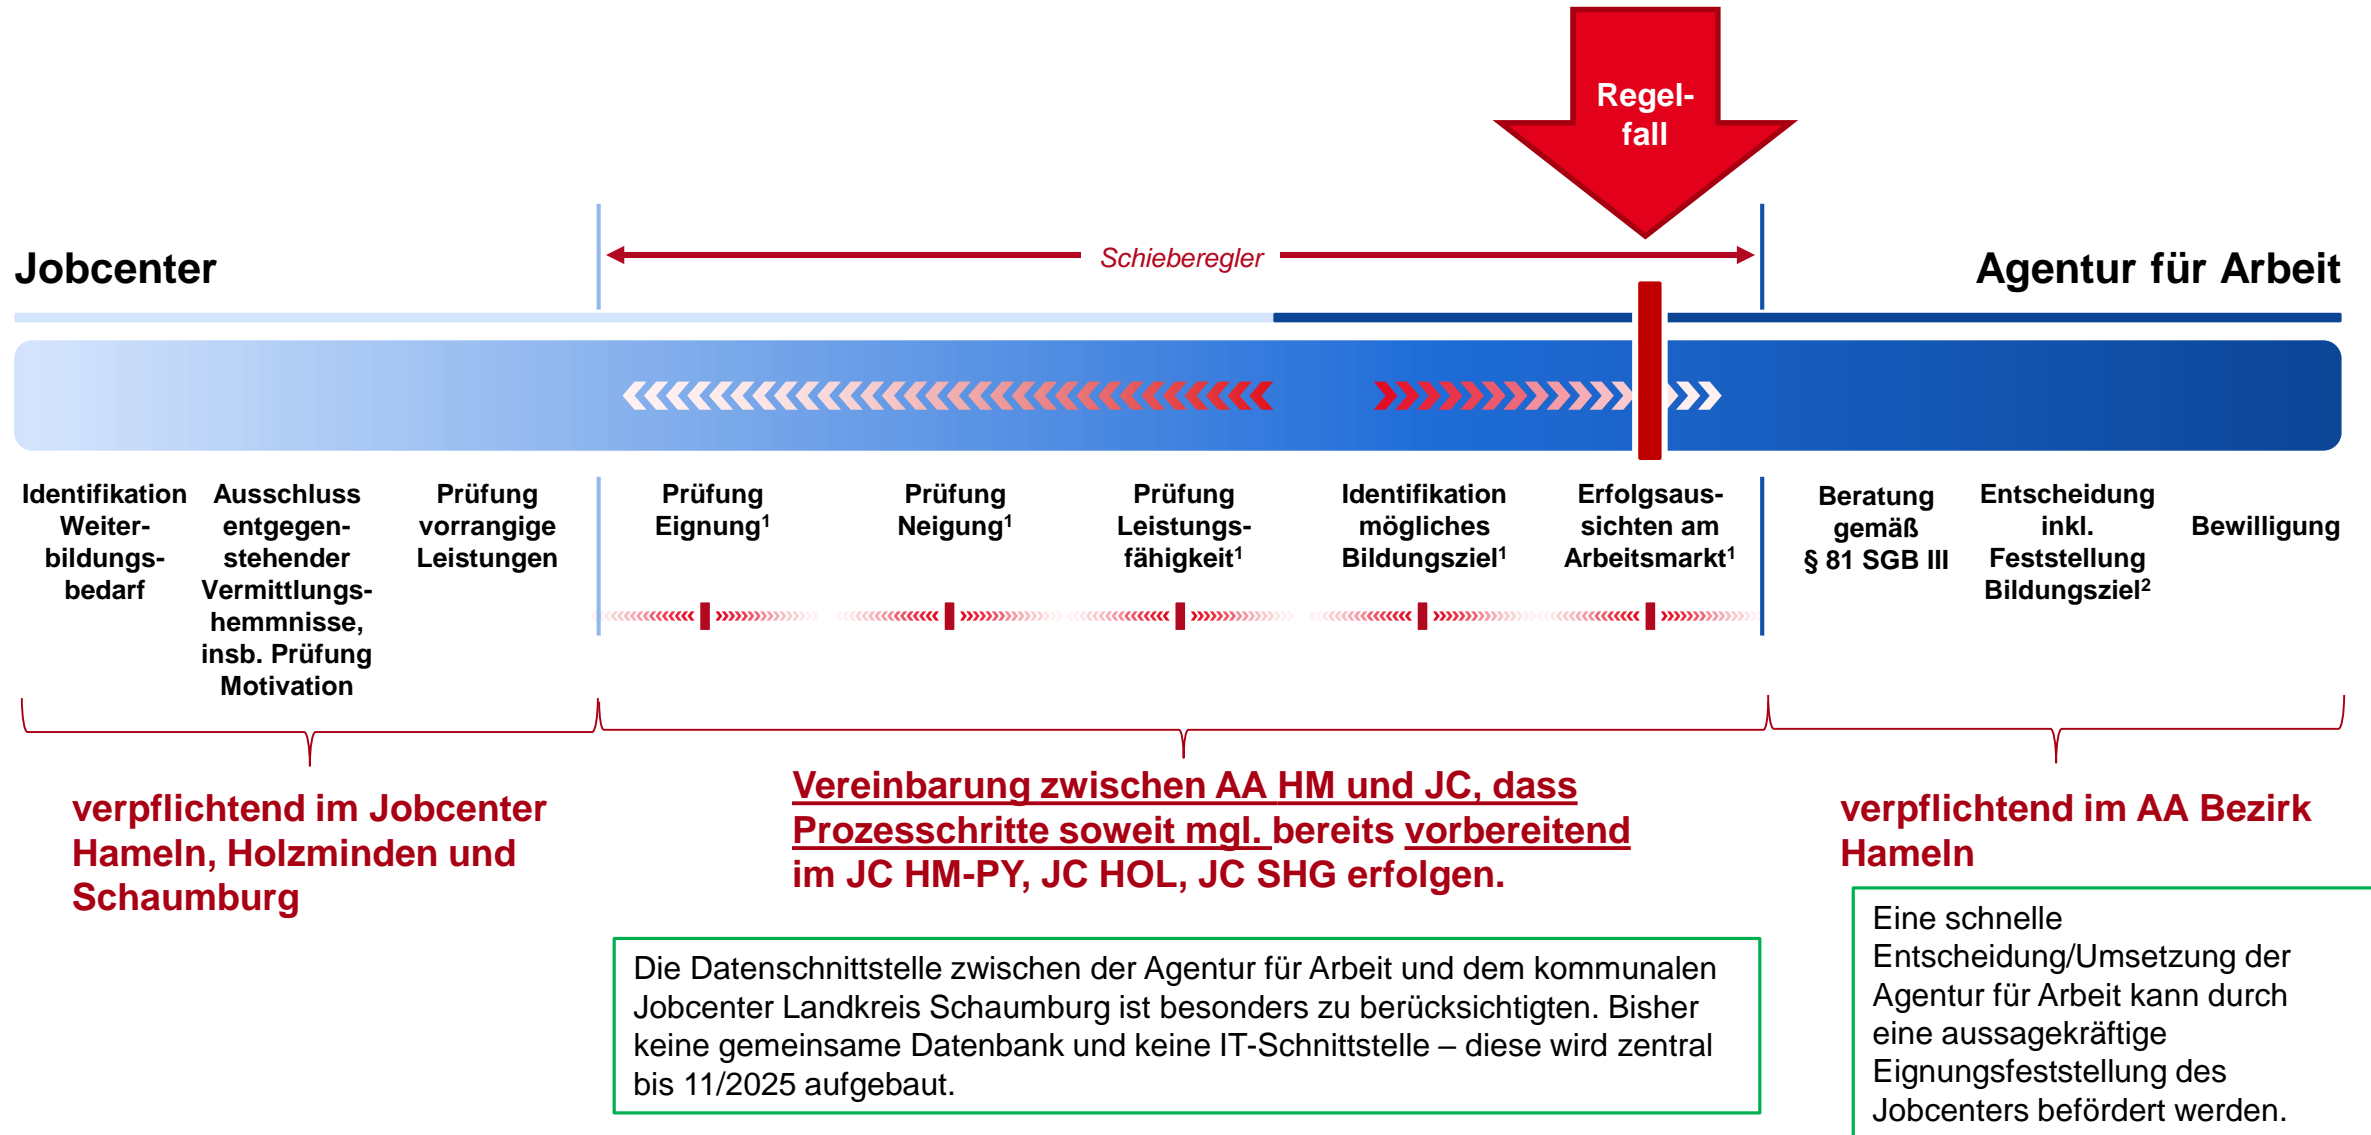 Regel-
fall
Jobcenter
Schieberegler
Agentur für Arbeit
Identifikation
Weiter-
bildungs-
bedarf
Ausschluss
entgegen-
stehender
Vermittlungs-
hemmnisse,
insb. Prüfung
Motivation
Prüfung
vorrangige
Leistungen
Prüfung
Eignung¹
Prüfung
Neigung¹
Prüfung
Leistungs-
fähigkeit¹
Identifikation
mögliches
Bildungsziel¹
Erfolgsaus-
sichten am
Arbeitsmarkt¹
Beratung
gemäß
§ 81 SGB III
Entscheidung
inkl.
Feststellung
Bildungsziel²
Bewilligung
verpflichtend im Jobcenter
Hameln, Holzminden und
Schaumburg
Vereinbarung zwischen AA HM und JC, dass
Prozesschritte soweit mgl. bereits vorbereitend
im JC HM-PY, JC HOL, JC SHG erfolgen.
verpflichtend im AA Bezirk
Hameln
Die Datenschnittstelle zwischen der Agentur für Arbeit und dem kommunalen
Jobcenter Landkreis Schaumburg ist besonders zu berücksichtigten. Bisher
keine gemeinsame Datenbank und keine IT-Schnittstelle – diese wird zentral
bis 11/2025 aufgebaut.
Eine schnelle
Entscheidung/Umsetzung der
Agentur für Arbeit kann durch
eine aussagekräftige
Eignungsfeststellung des
Jobcenters befördert werden.